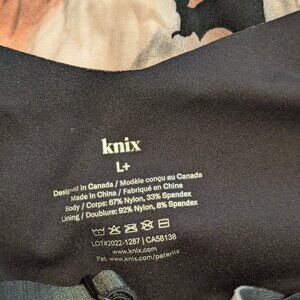 knix
L+
Designed in Canada / Modèle conçu au Canada
Made in China / Fabriqué en Chine
Body / Corps: 67% Nylon, 33% Spandex
Lining / Doublure: 92% Nylon, 8% Spandex
LOT#2022-1287 | CA58138
www.knix.com
Pat. www.knix.com/patents